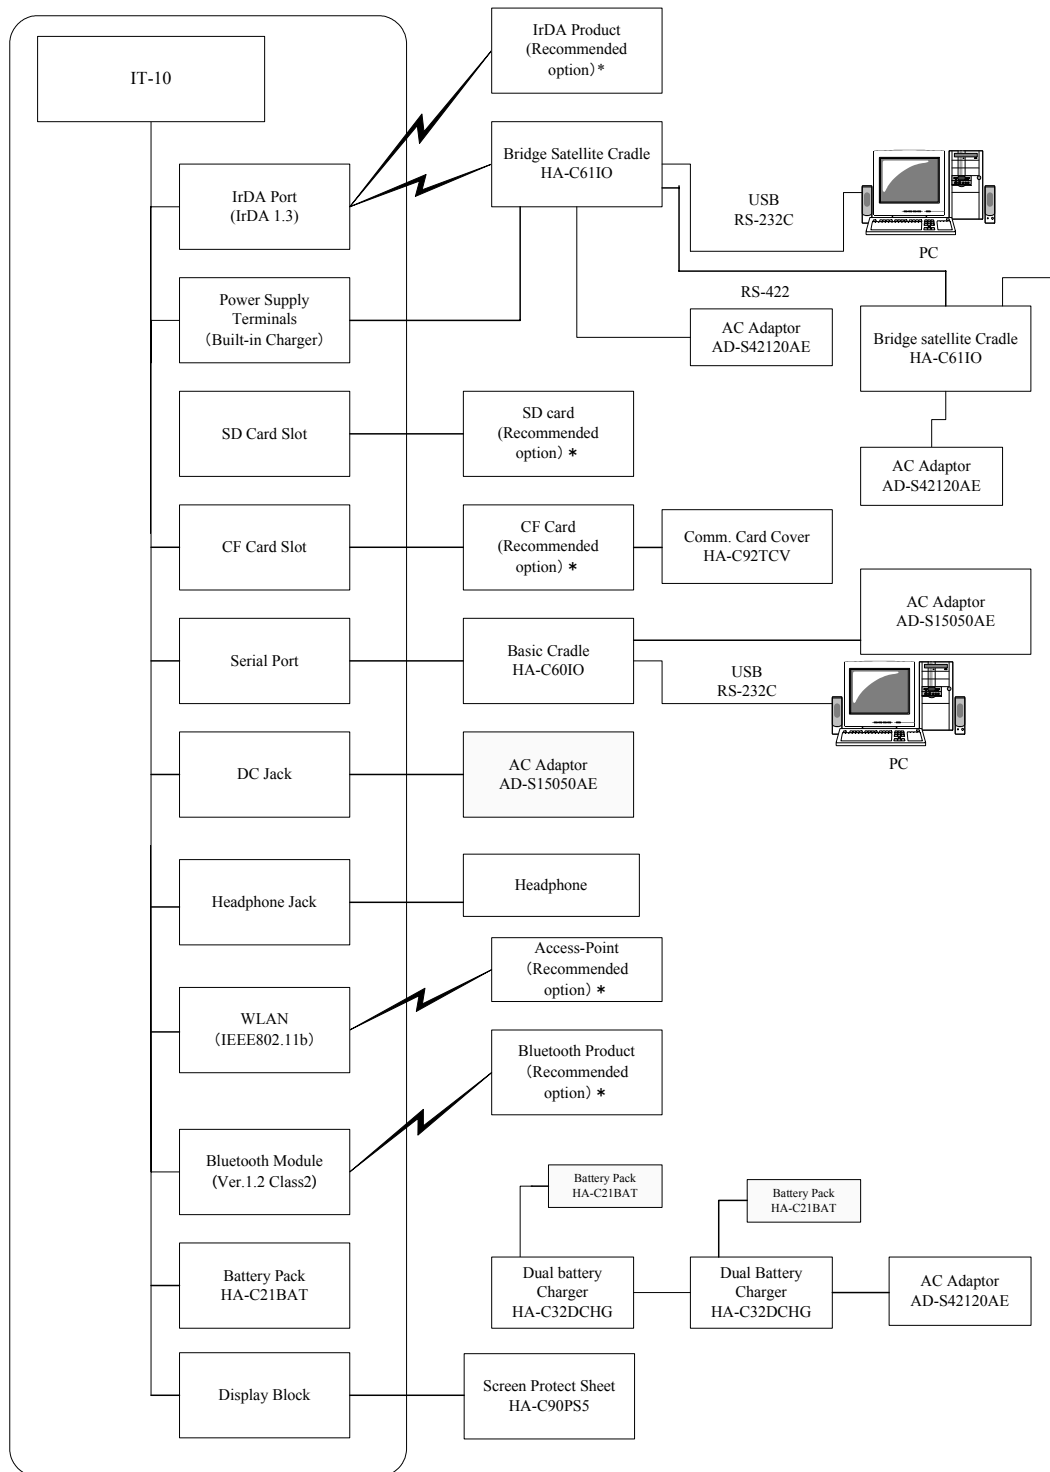 IT-10
IrDA Product
(Recommended
option) *
Bridge Satellite Cradle
HA-C61IO
IrDA Port
(IrDA 1.3)
USB
RS-232C
PC
Power Supply
Terminals
(Built-in Charger)
RS-422
AC Adaptor
AD-S42120AE
Bridge satellite Cradle
HA-C61IO
SD Card Slot
SD card
(Recommended
option) *
AC Adaptor
AD-S42120AE
CF Card Slot
CF Card
(Recommended
option) *
Comm. Card Cover
HA-C92TCV
AC Adaptor
AD-S15050AE
Serial Port
Basic Cradle
HA-C60IO
USB
RS-232C
PC
DC Jack
AC Adaptor
AD-S15050AE
Headphone Jack
Headphone
WLAN
(IEEE802.11b)
Access-Point
(Recommended
option) *
Bluetooth Product
(Recommended
option) *
Bluetooth Module
(Ver.1.2 Class2)
Battery Pack
HA-C21BAT
Battery Pack
HA-C21BAT
Battery Pack
HA-C21BAT
Dual battery
Charger
HA-C32DCHG
Dual Battery
Charger
HA-C32DCHG
AC Adaptor
AD-S42120AE
Display Block
Screen Protect Sheet
HA-C90PS5